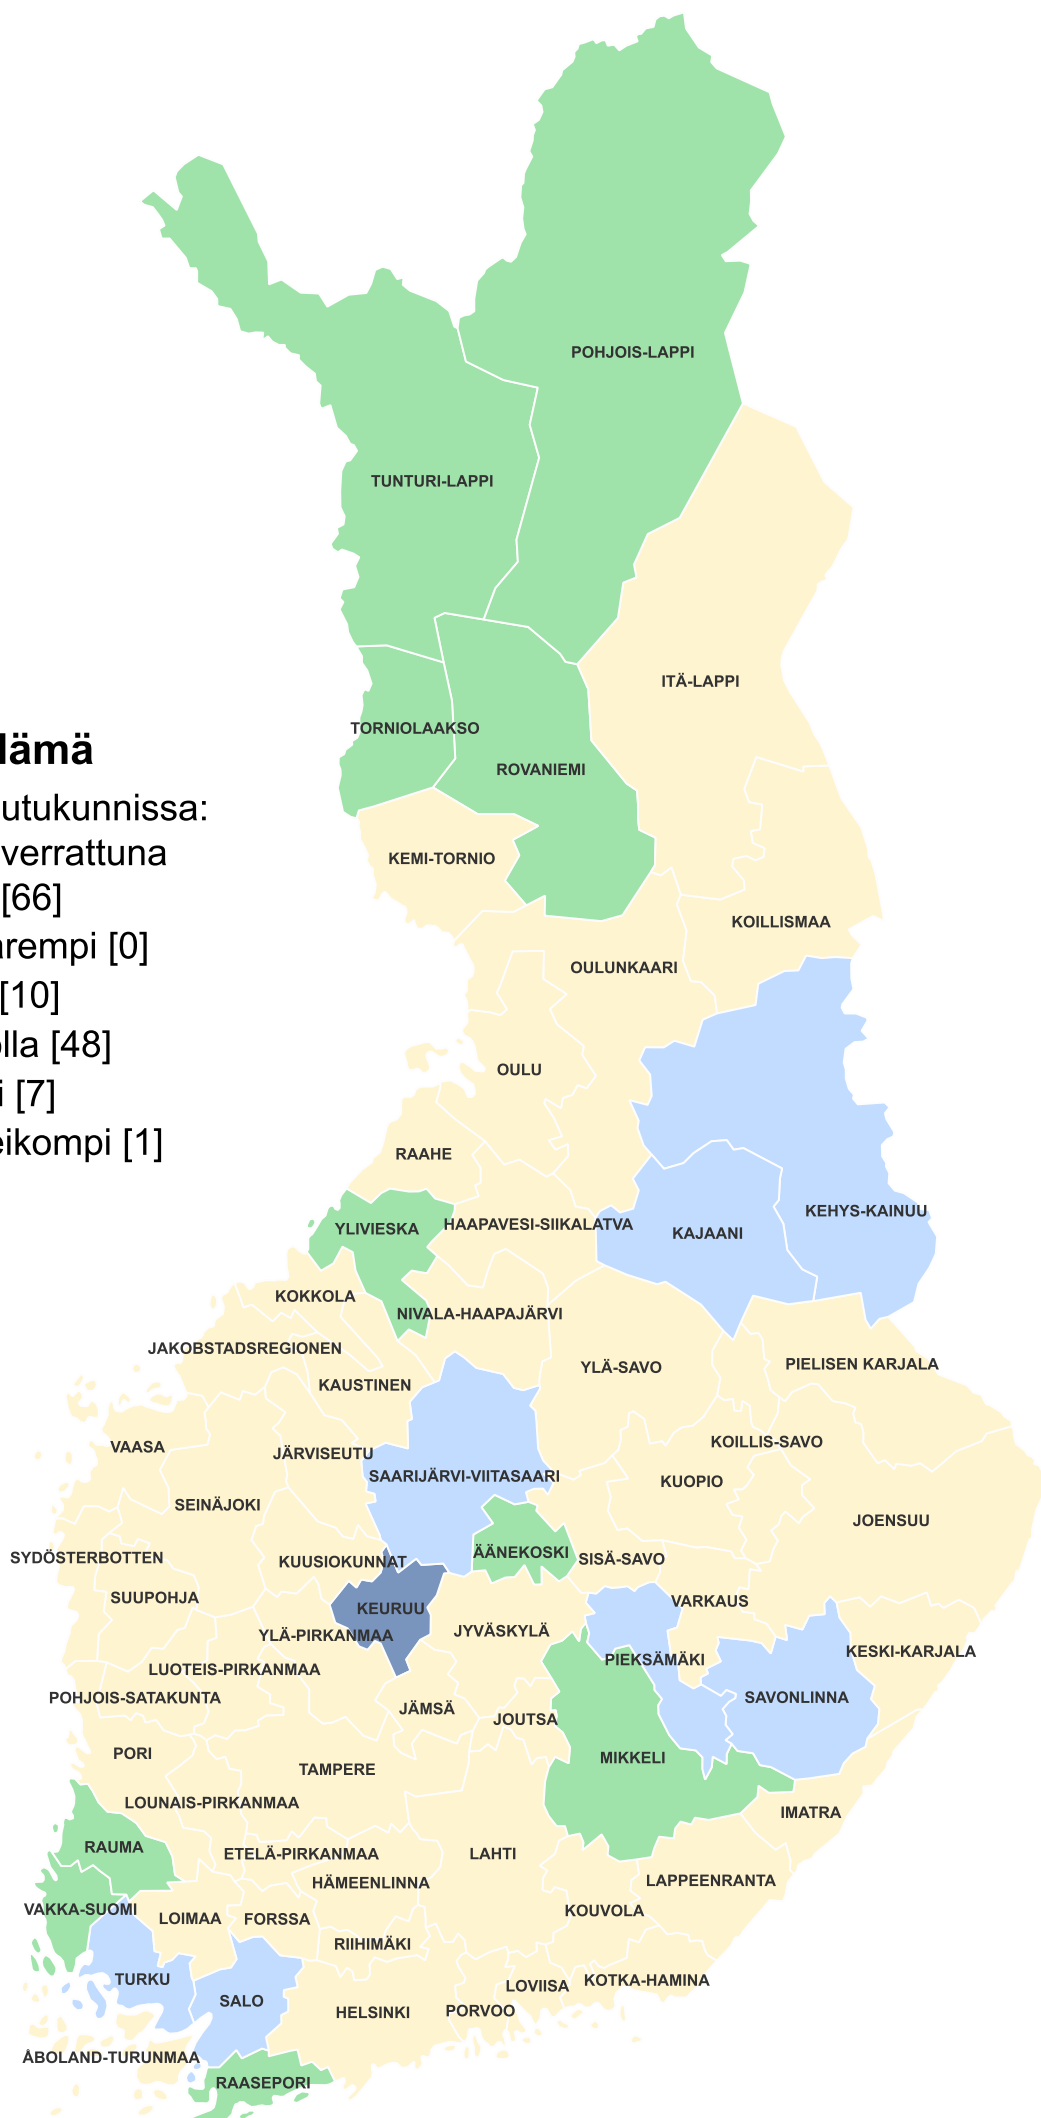 POHJOIS-LAPPI
TUNTURI-LAPPI
ITÄ-LAPPI
TORNIOLAAKSO
ROVANIEMI
KEMI-TORNIO
KOILLISMAA
OULUNKAARI
OULU
RAAHE
KEHYS-KAINUU
HAAPAVESI-SIIKALATVA
YLIVIESKA
KAJAANI
KOKKOLA
NIVALA-HAAPAJÄRVI
JAKOBSTADSREGIONEN
PIELISEN KARJALA
YLÄ-SAVO
KAUSTINEN
KOILLIS-SAVO
VAASA
JÄRVISEUTU
SAARIJÄRVI-VIITASAARI
KUOPIO
SEINÄJOKI
JOENSUU
ÄÄNEKOSKI
SYDÖSTERBOTTEN
SISÄ-SAVO
KUUSIOKUNNAT
SUUPOHJA
VARKAUS
KEURUU
JYVÄSKYLÄ
YLÄ-PIRKANMAA
KESKI-KARJALA
PIEKSÄMÄKI
LUOTEIS-PIRKANMAA
POHJOIS-SATAKUNTA
SAVONLINNA
JÄMSÄ
JOUTSA
PORI
MIKKELI
TAMPERE
LOUNAIS-PIRKANMAA
IMATRA
RAUMA
ETELÄ-PIRKANMAA
LAHTI
LAPPEENRANTA
HÄMEENLINNA
VAKKA-SUOMI
KOUVOLA
LOIMAA
FORSSA
RIIHIMÄKI
TURKU
KOTKA-HAMINA
LOVIISA
SALO
PORVOO
HELSINKI
ÅBOLAND-TURUNMAA
RAASEPORI
lämä
utukunnissa:
verrattuna
[66]
arempi [0]
[10]
olla [48]
i [7]
eikompi [1]